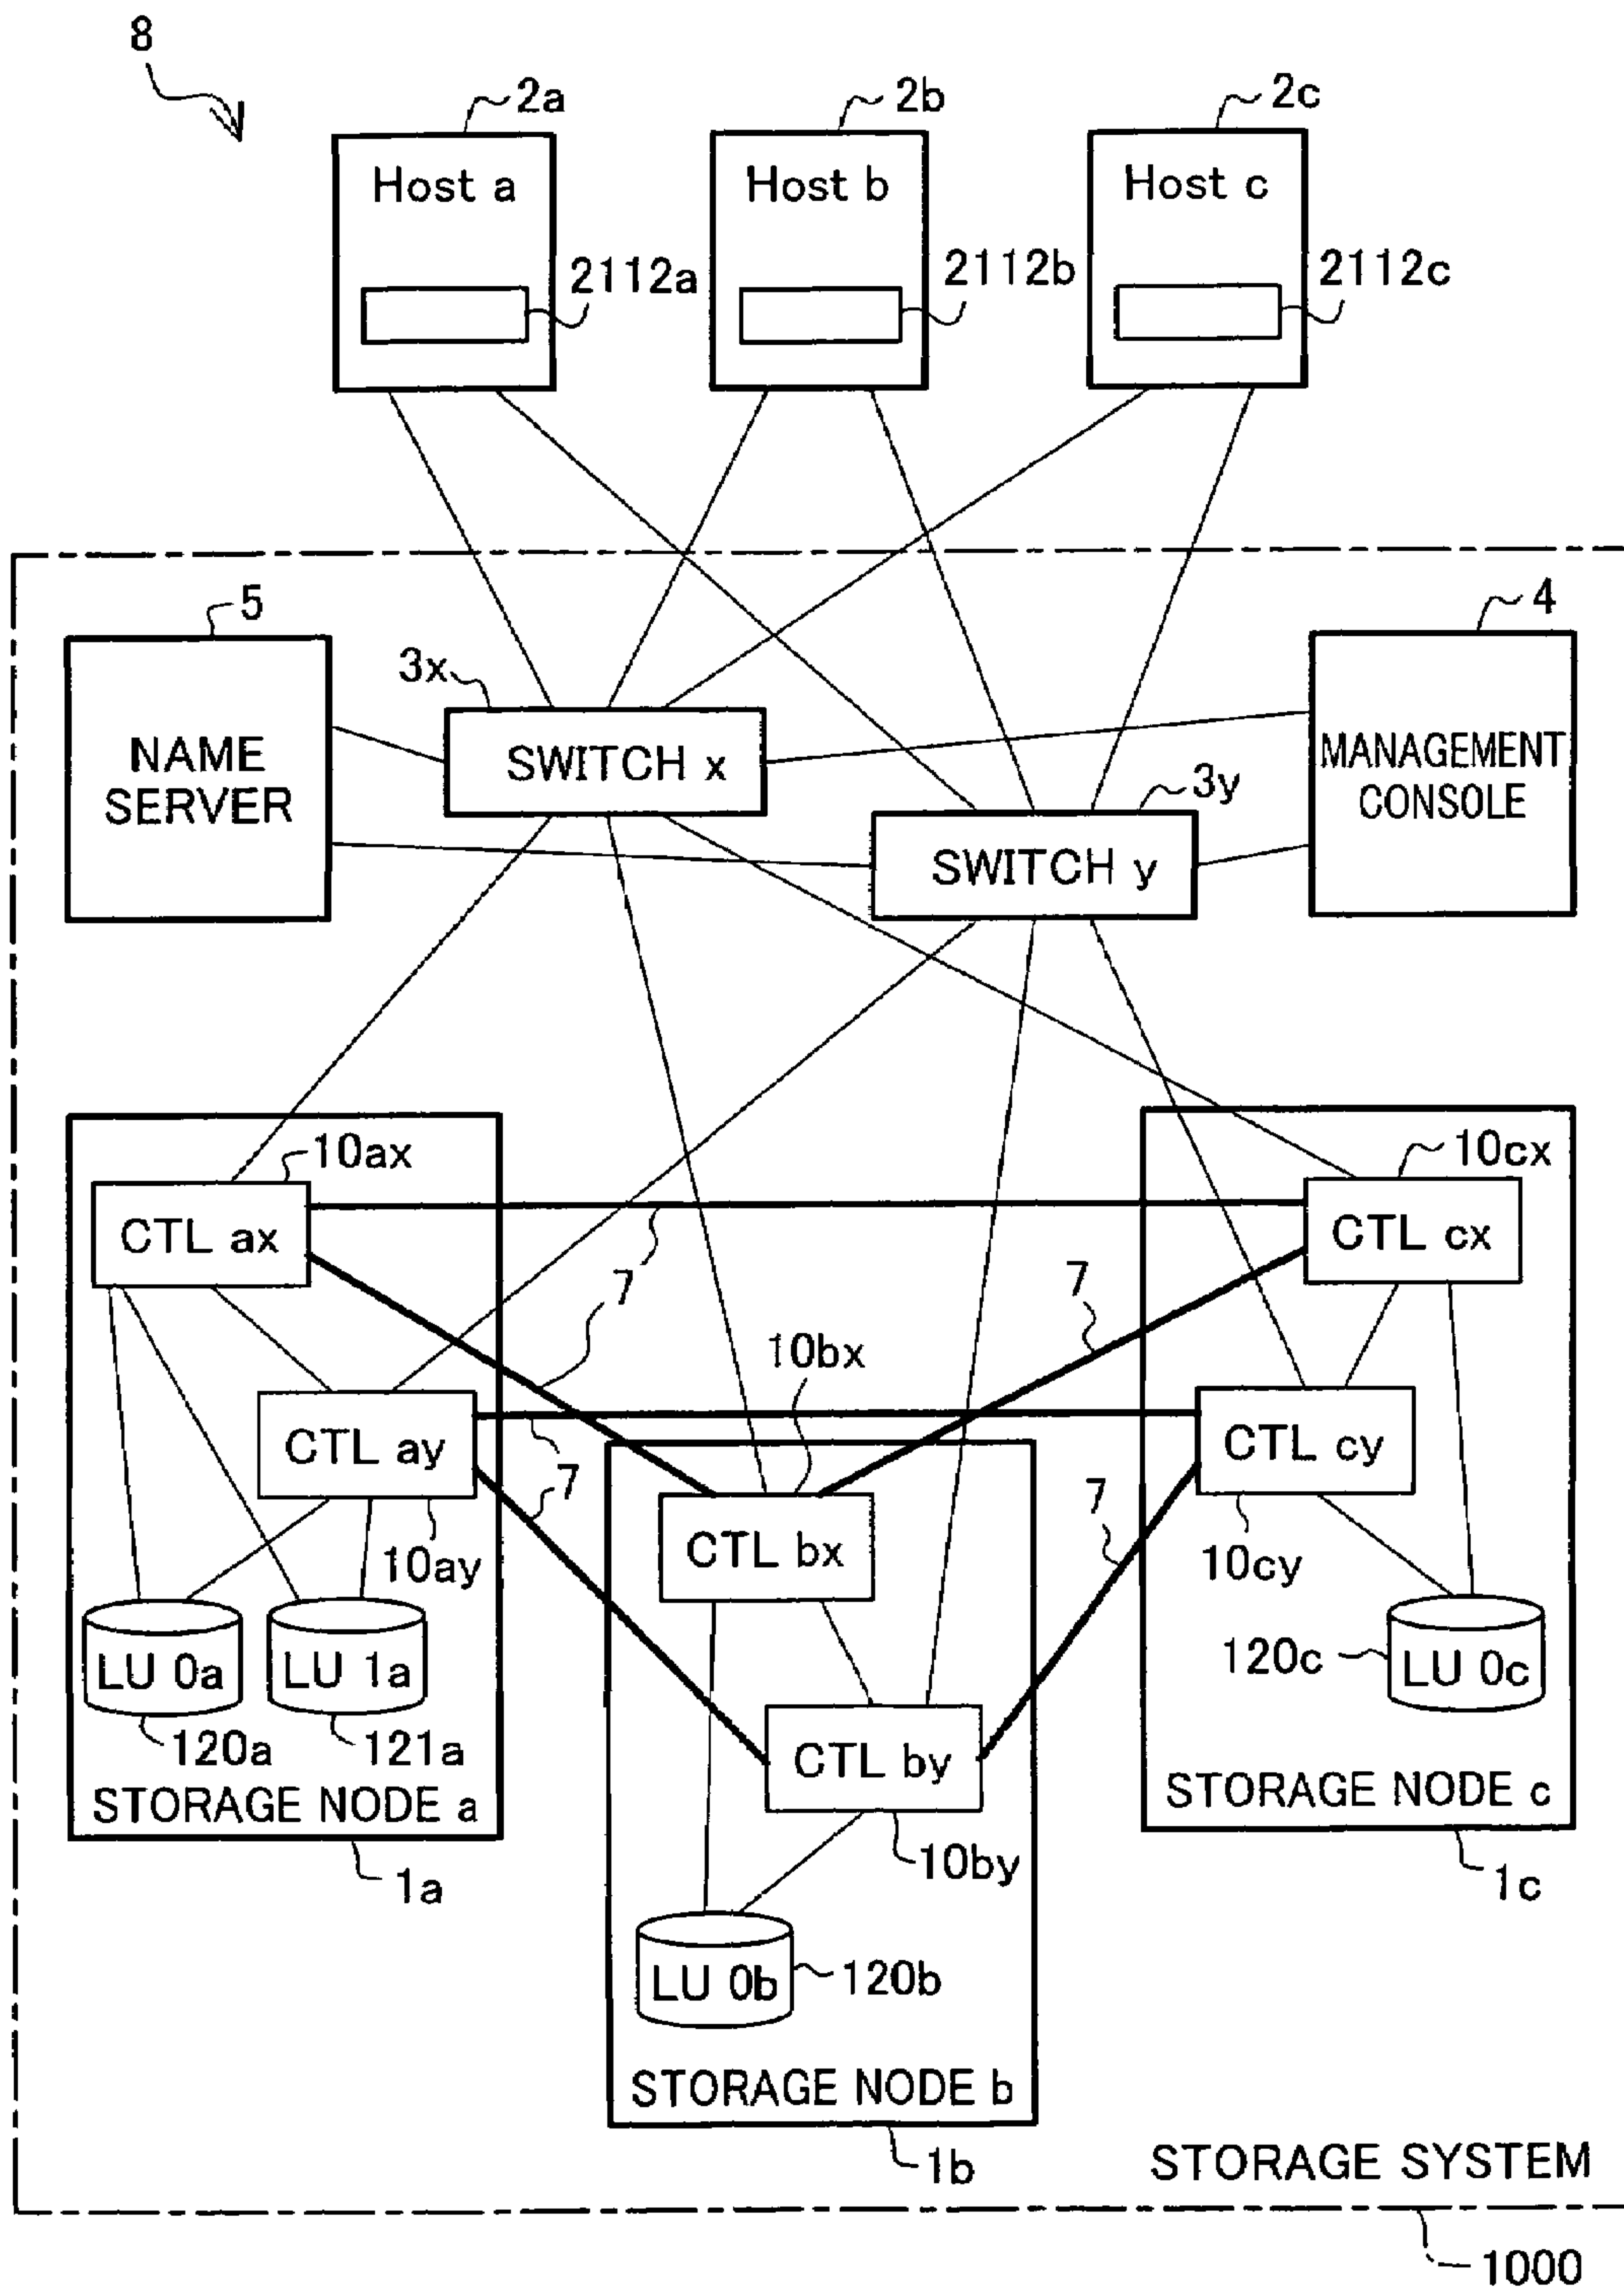 8
2a
2b
2c
Host a
Host b
Host c
2112a
2112b
2112c
5
4
3x
NAME
SERVER
SWITCH x
MANAGEMENT
CONSOLE
3y
SWITCH y
10ax
10cx
CTL ax
CTL cx
7
7
7
10bx
CTL ay
CTL cy
7
7
7
10ay
CTL bx
10cy
LU 0a
LU 1a
120c
LU 0c
120a
121a
CTL by
STORAGE NODE a
STORAGE NODE c
10by
1a
1c
LU 0b
120b
STORAGE NODE b
1b
STORAGE SYSTEM
1000